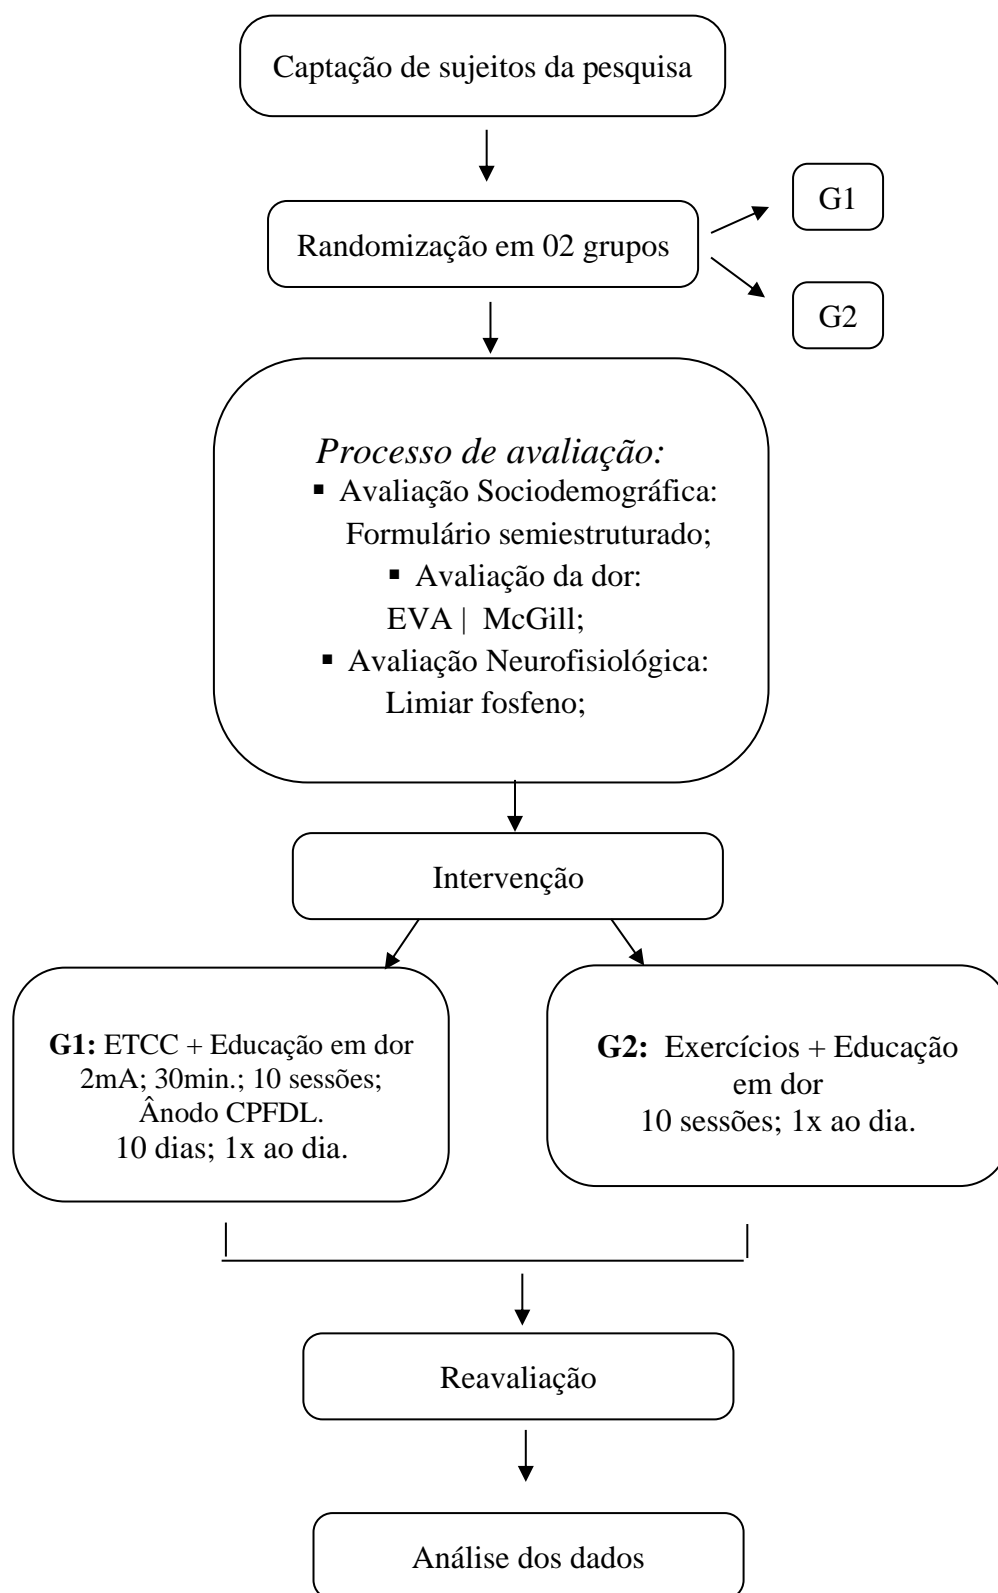 Captação de sujeitos da pesquisa
Randomização em 02 grupos
G1
G2
Processo de avaliação:
▪ Avaliação Sociodemográfica:
Formulário semiestruturado;
▪ Avaliação da dor:
EVA | McGill;
▪ Avaliação Neurofisiológica:
Limiar fosfeno;
Intervenção
G1: ETCC + Educação em dor
2mA; 30min.; 10 sessões;
Ânodo CPFDL.
10 dias; 1x ao dia.
G2: Exercícios + Educação
em dor
10 sessões; 1x ao dia.
Reavaliação
Análise dos dados